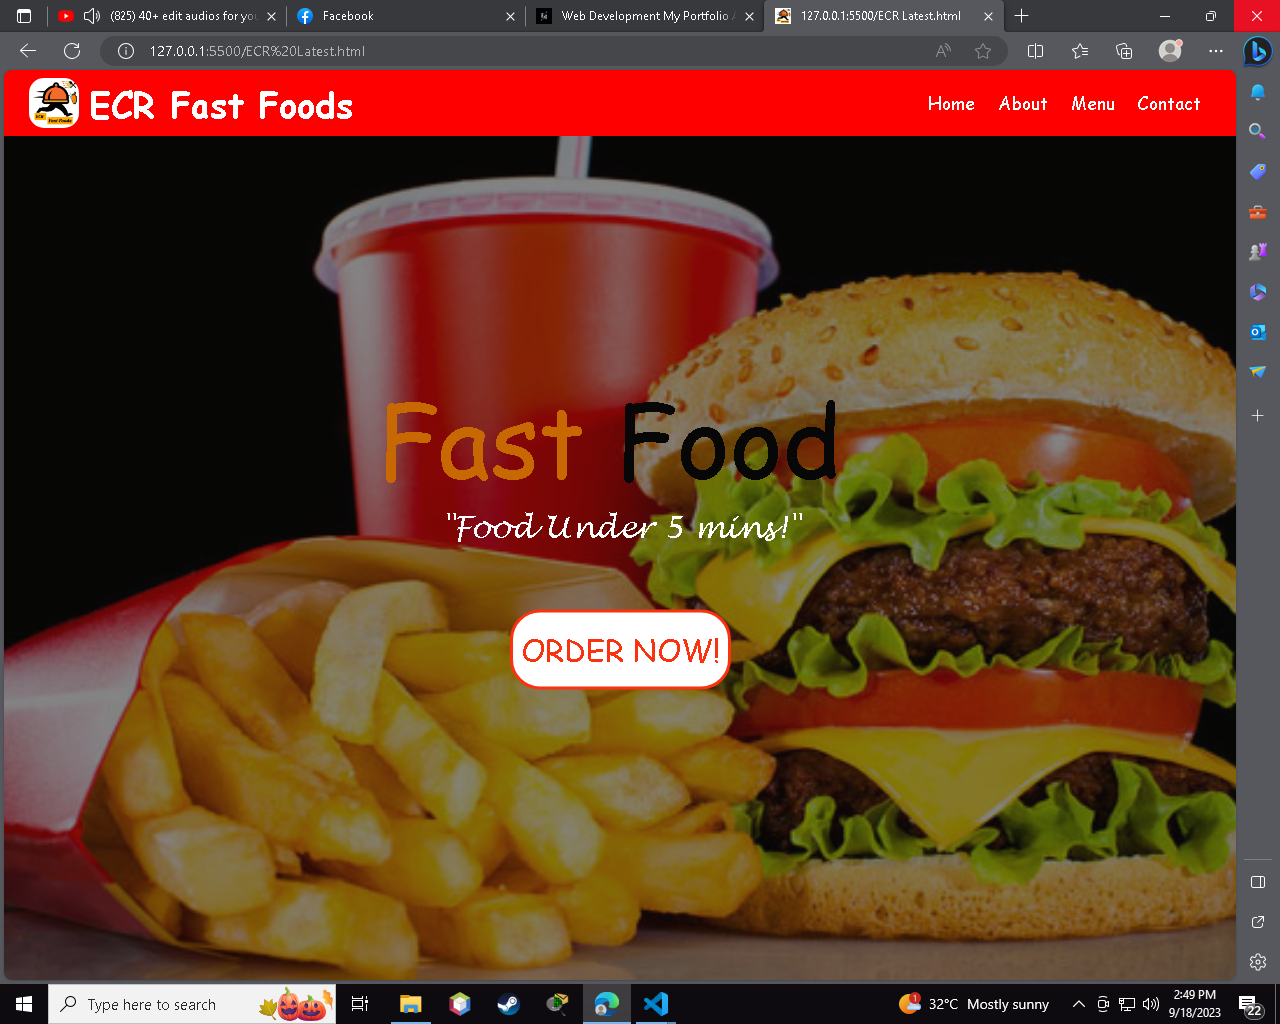 (825) 40+ edit audios for you
Facebook
Web Development My Portfolio
127.0.0.1:5500/ECR Latest.html
127.0.0.1:5500/ECR%20Latest.html
ECR Fast Foods
Home About Menu Contact
Fast Food
"Food Under 5 mins!"
ORDER NOW!
Type here to search
1
32°C Mostly sunny
2:49 PM
9/18/2023
22